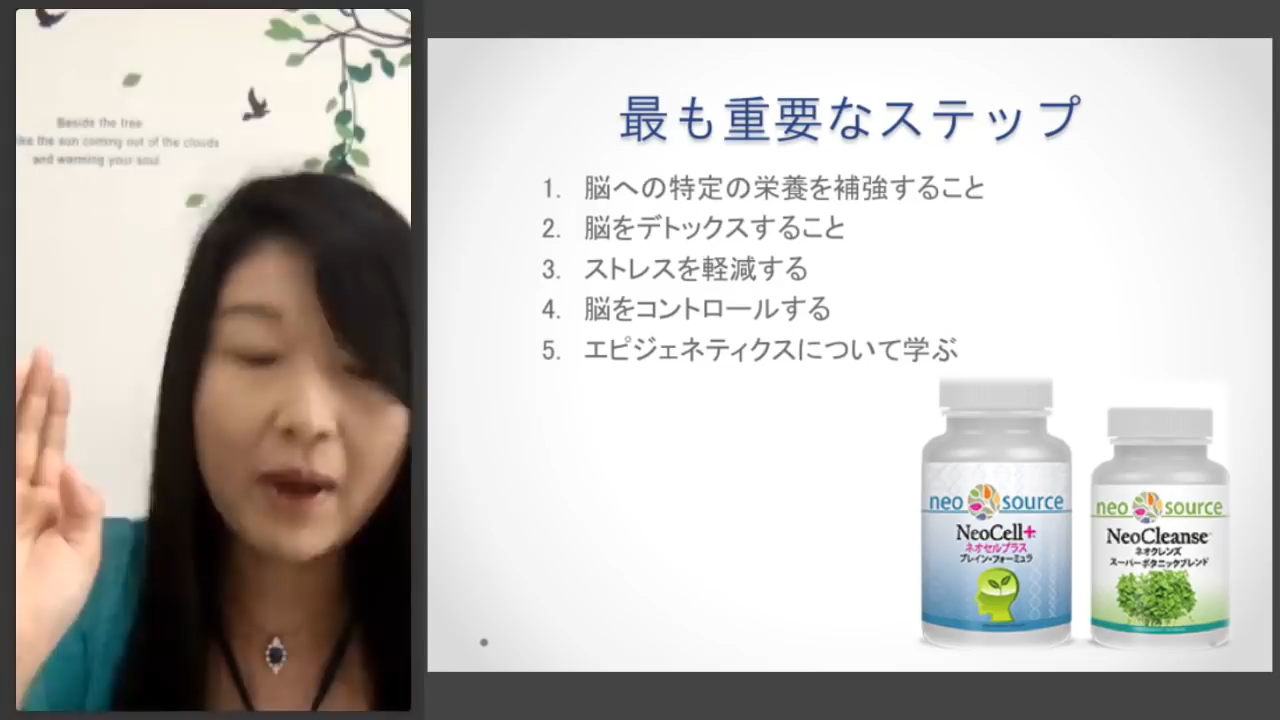 Beside the tree
like the sun coming out of the clouds
and warming your soul
最も重要なステップ
1. 脳への特定の栄養を補強すること
2. 脳をデトックスすること
3. ストレスを軽減する
4. 脳をコントロールする
5. エピジェネティクスについて学ぶ
neo source
NeoCell+
ネオセルプラス
ブレイン・フォーミュラ
neo source
NeoCleanse
ネオクレンズ
スーパーボタニックブレンド